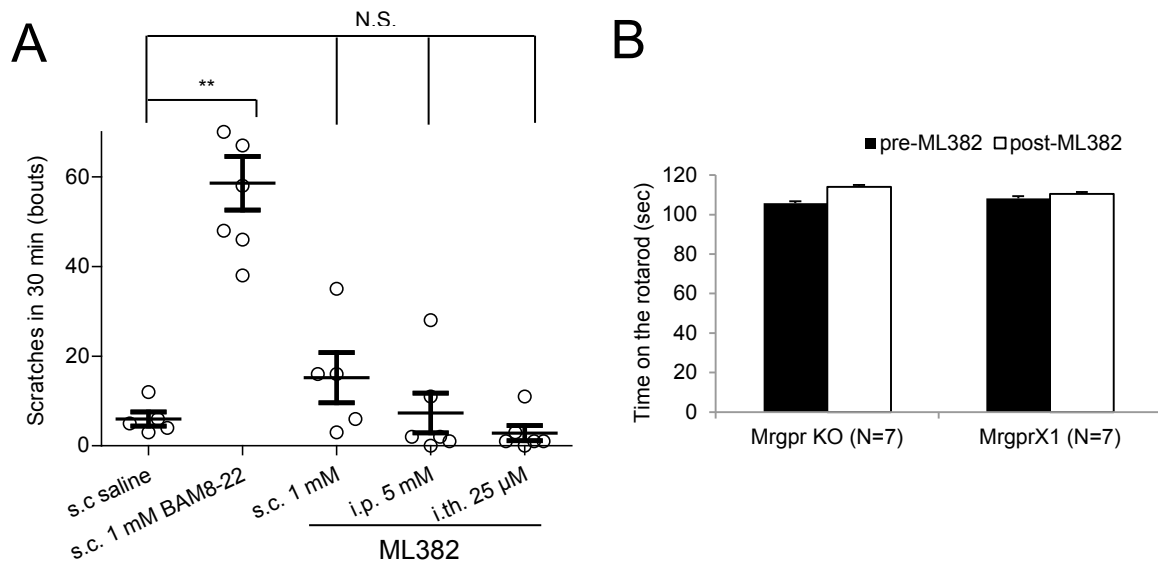 A
N.S.
**
Scratches in 30 min (bouts)
60
40
20
0
s.c saline
s.c. 1 mM BAM8-22
s.c. 1 mM
i.p. 5 mM
i.th. 25 µM
ML382
B
pre-ML382 post-ML382
Time on the rotarod (sec)
120
100
80
60
40
20
0
Mrgpr KO (N=7) MrgprX1 (N=7)